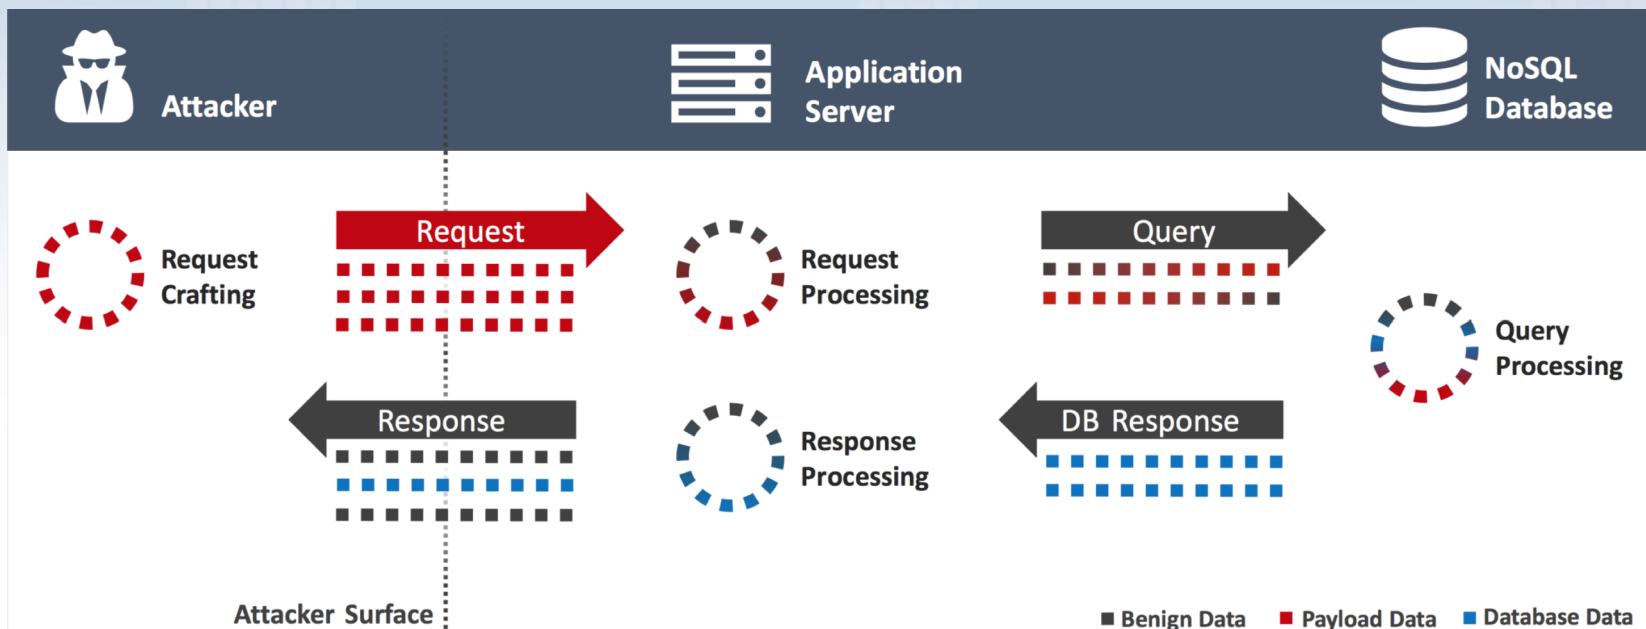 Attacker
Application
Server
NoSQL
Database
Request
Query
Request
Crafting
Request
Processing
Query
Processing
Response
DB Response
Response
Processing
Attacker Surface
Benign Data
Payload Data
Database Data